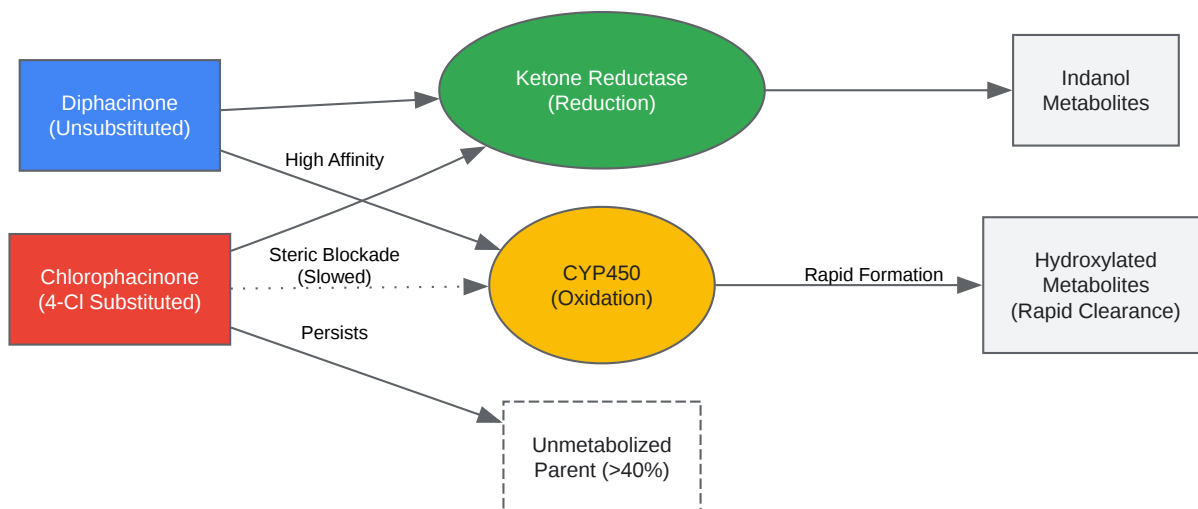 Diphacinone
(Unsubstituted)
Ketone Reductase
(Reduction)
Indanol
Metabolites
High Affinity
Chlorophacinone
(4-Cl Substituted)
Steric Blockade
(Slowed)
CYP450
(Oxidation)
Rapid Formation
Hydroxylated
Metabolites
(Rapid Clearance)
Persists
Unmetabolized
Parent (>40%)